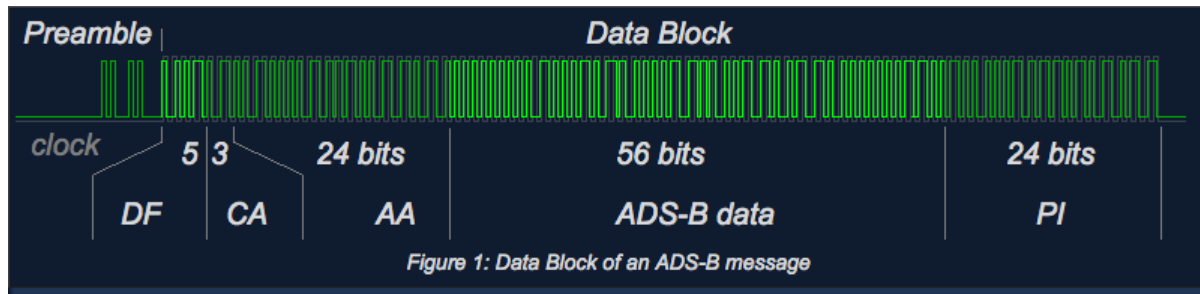 Preamble Data Block
clock
5 3 24 bits 56 bits 24 bits
DF CA AA ADS-B data PI
Figure 1: Data Block of an ADS-B message